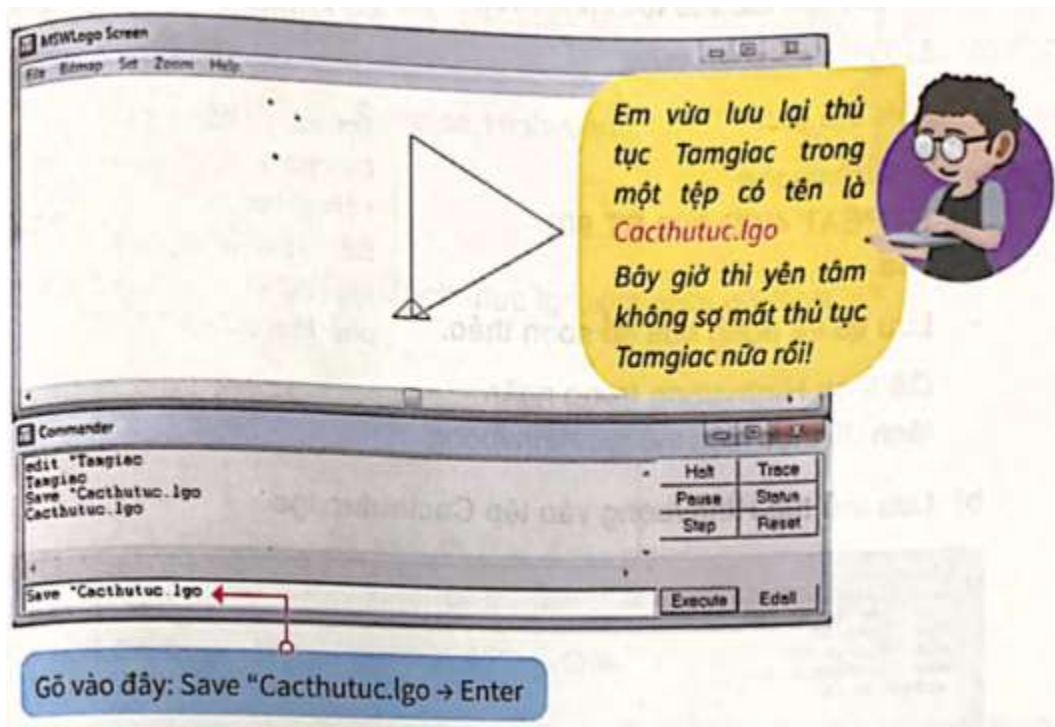 MSWLogo Screen
File Bitmap Set Zoom Help
Em vừa lưu lại thủ
tục Tamgiac trong
một tệp có tên là
Cacthutuc.lgo
Bây giờ thì yên tâm
không sợ mất thủ tục
Tamgiac nữa rồi!
Commander
edit "Tamgiac
Tamgiac
Save "Cacthutuc.lgo
Cacthutuc.lgo
Halt Trace
Pause Status
Step Reset
Save "Cacthutuc.lgo
Execute Edall
Gõ vào đây: Save “Cacthutuc.lgo → Enter